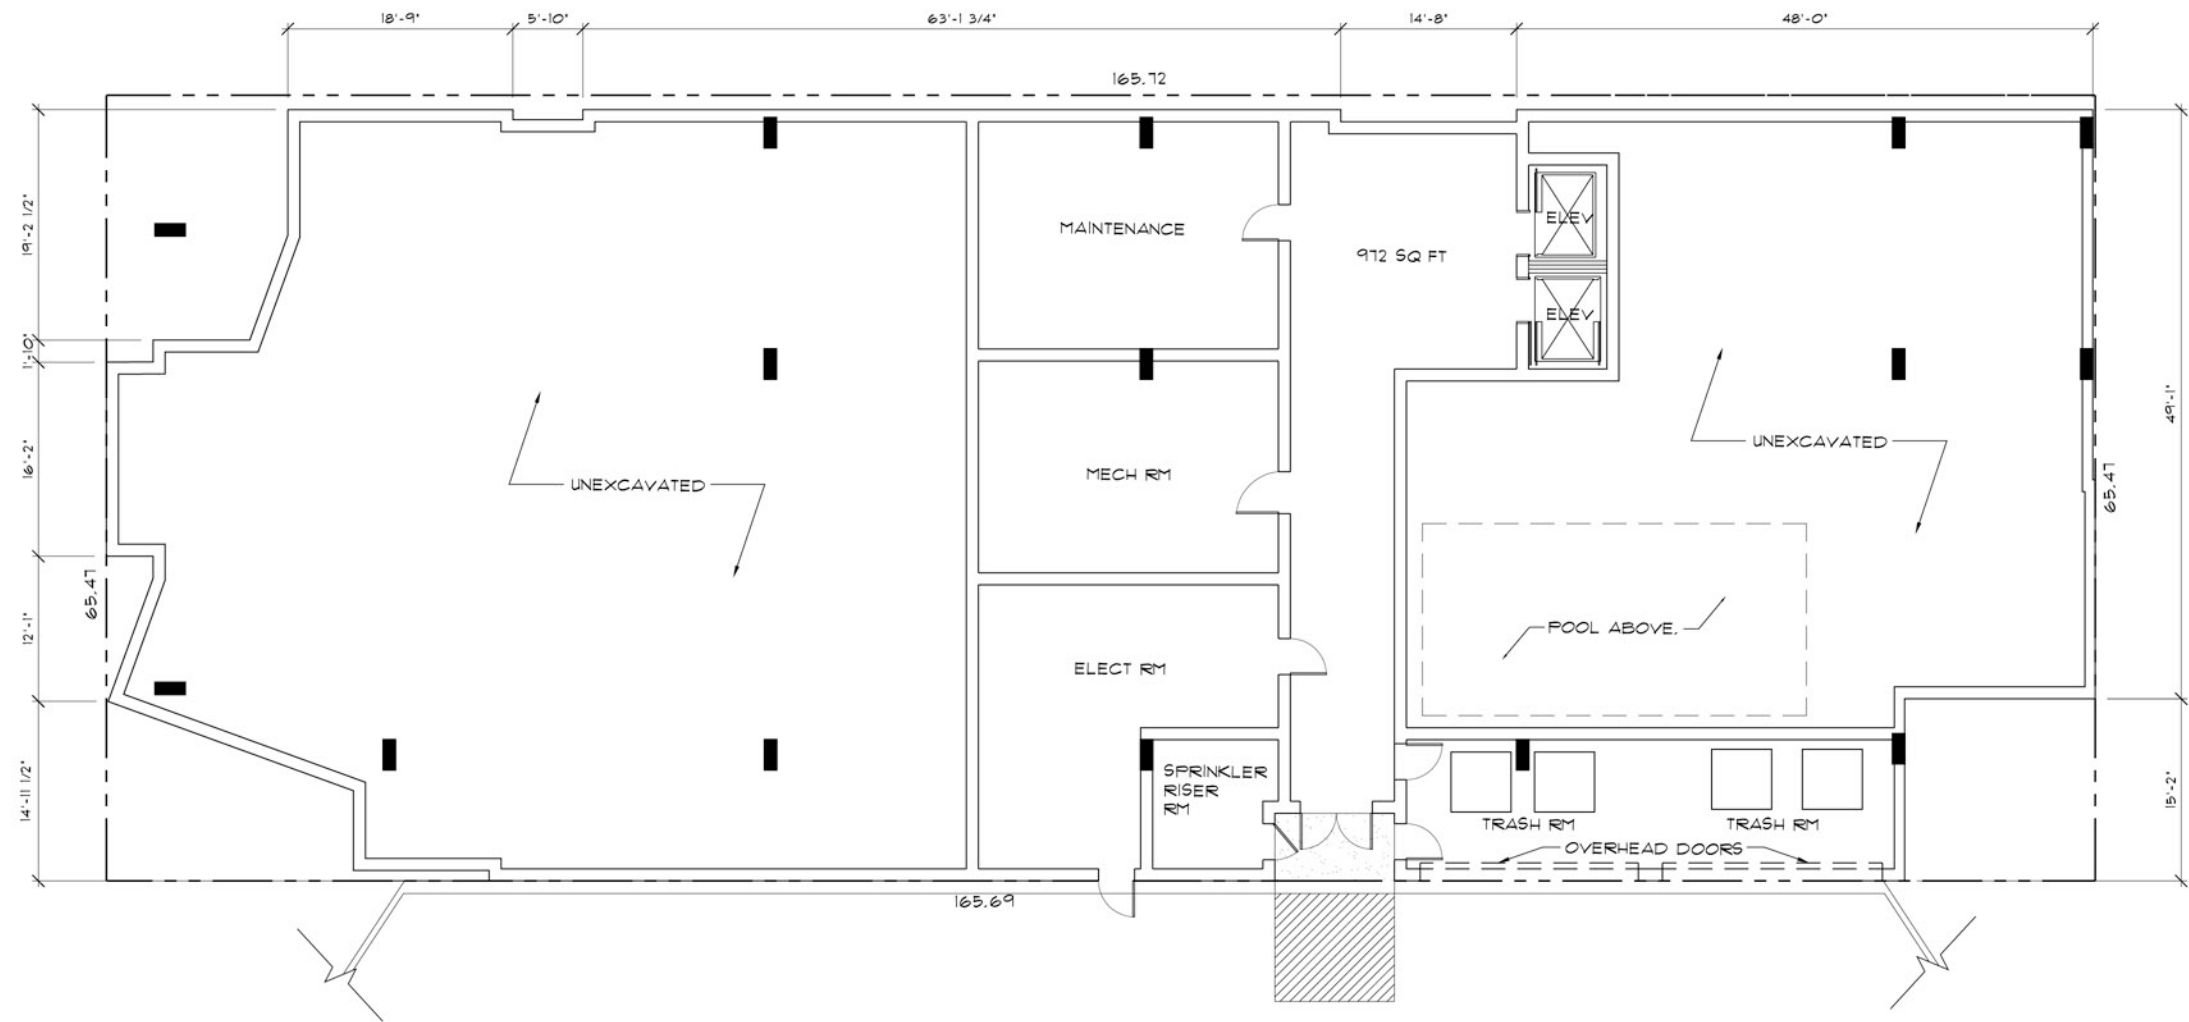 18'-9"
5'-10"
63'-1 3/4"
14'-8"
48'-0"
165.72
19'-2 1/2"
1'-10"
16'-2"
12'-1"
14'-11 1/2"
65.47
MAINTENANCE
972 SQ FT
ELEV
ELEV
MECH RM
UNEXCAVATED
UNEXCAVATED
49'-1"
65.47
15'-2"
POOL ABOVE.
ELECT RM
SPRINKLER
RISER
RM
TRASH RM
TRASH RM
OVERHEAD DOORS
165.69